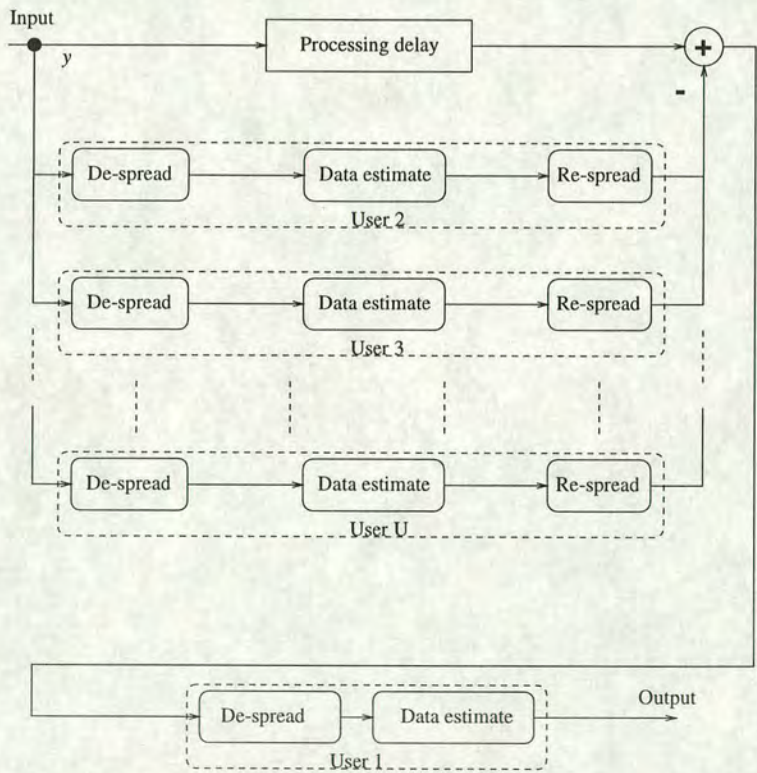 Input
y
Processing delay
+
-
De-spread
Data estimate
Re-spread
User 2
De-spread
Data estimate
Re-spread
User 3
De-spread
Data estimate
Re-spread
User U
Output
De-spread
Data estimate
User 1